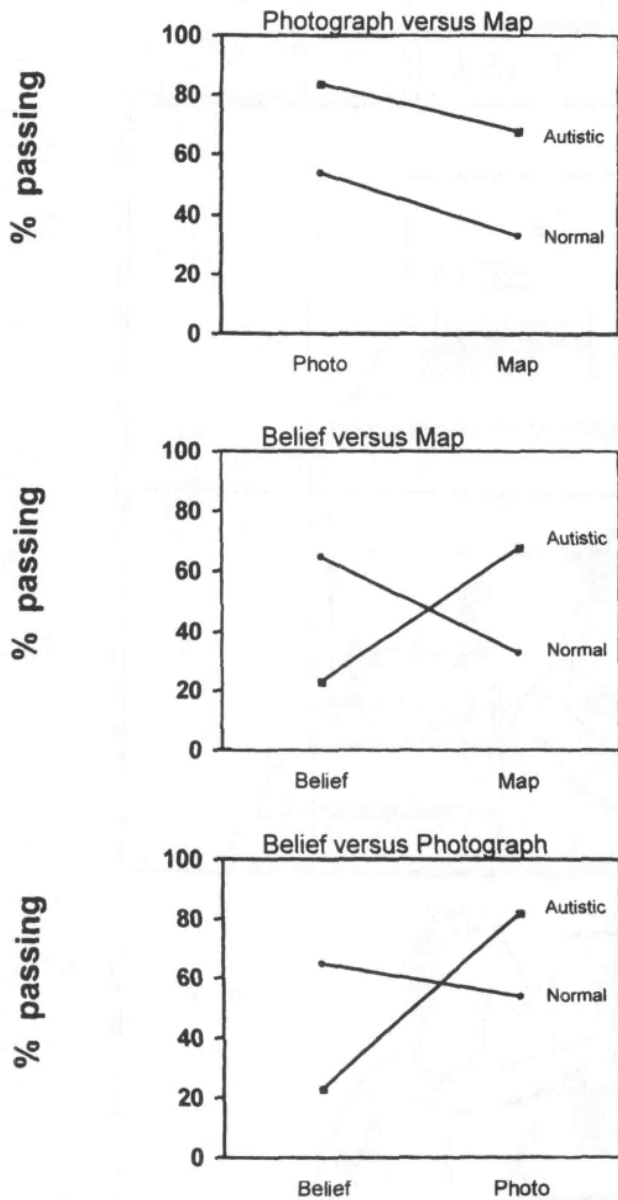 Photograph versus Map
% passing
100
80
60
40
20
0
Autistic
Normal
Photo Map
Belief versus Map
% passing
100
80
60
40
20
0
Autistic
Normal
Belief Map
Belief versus Photograph
% passing
100
80
60
40
20
0
Autistic
Normal
Belief Photo